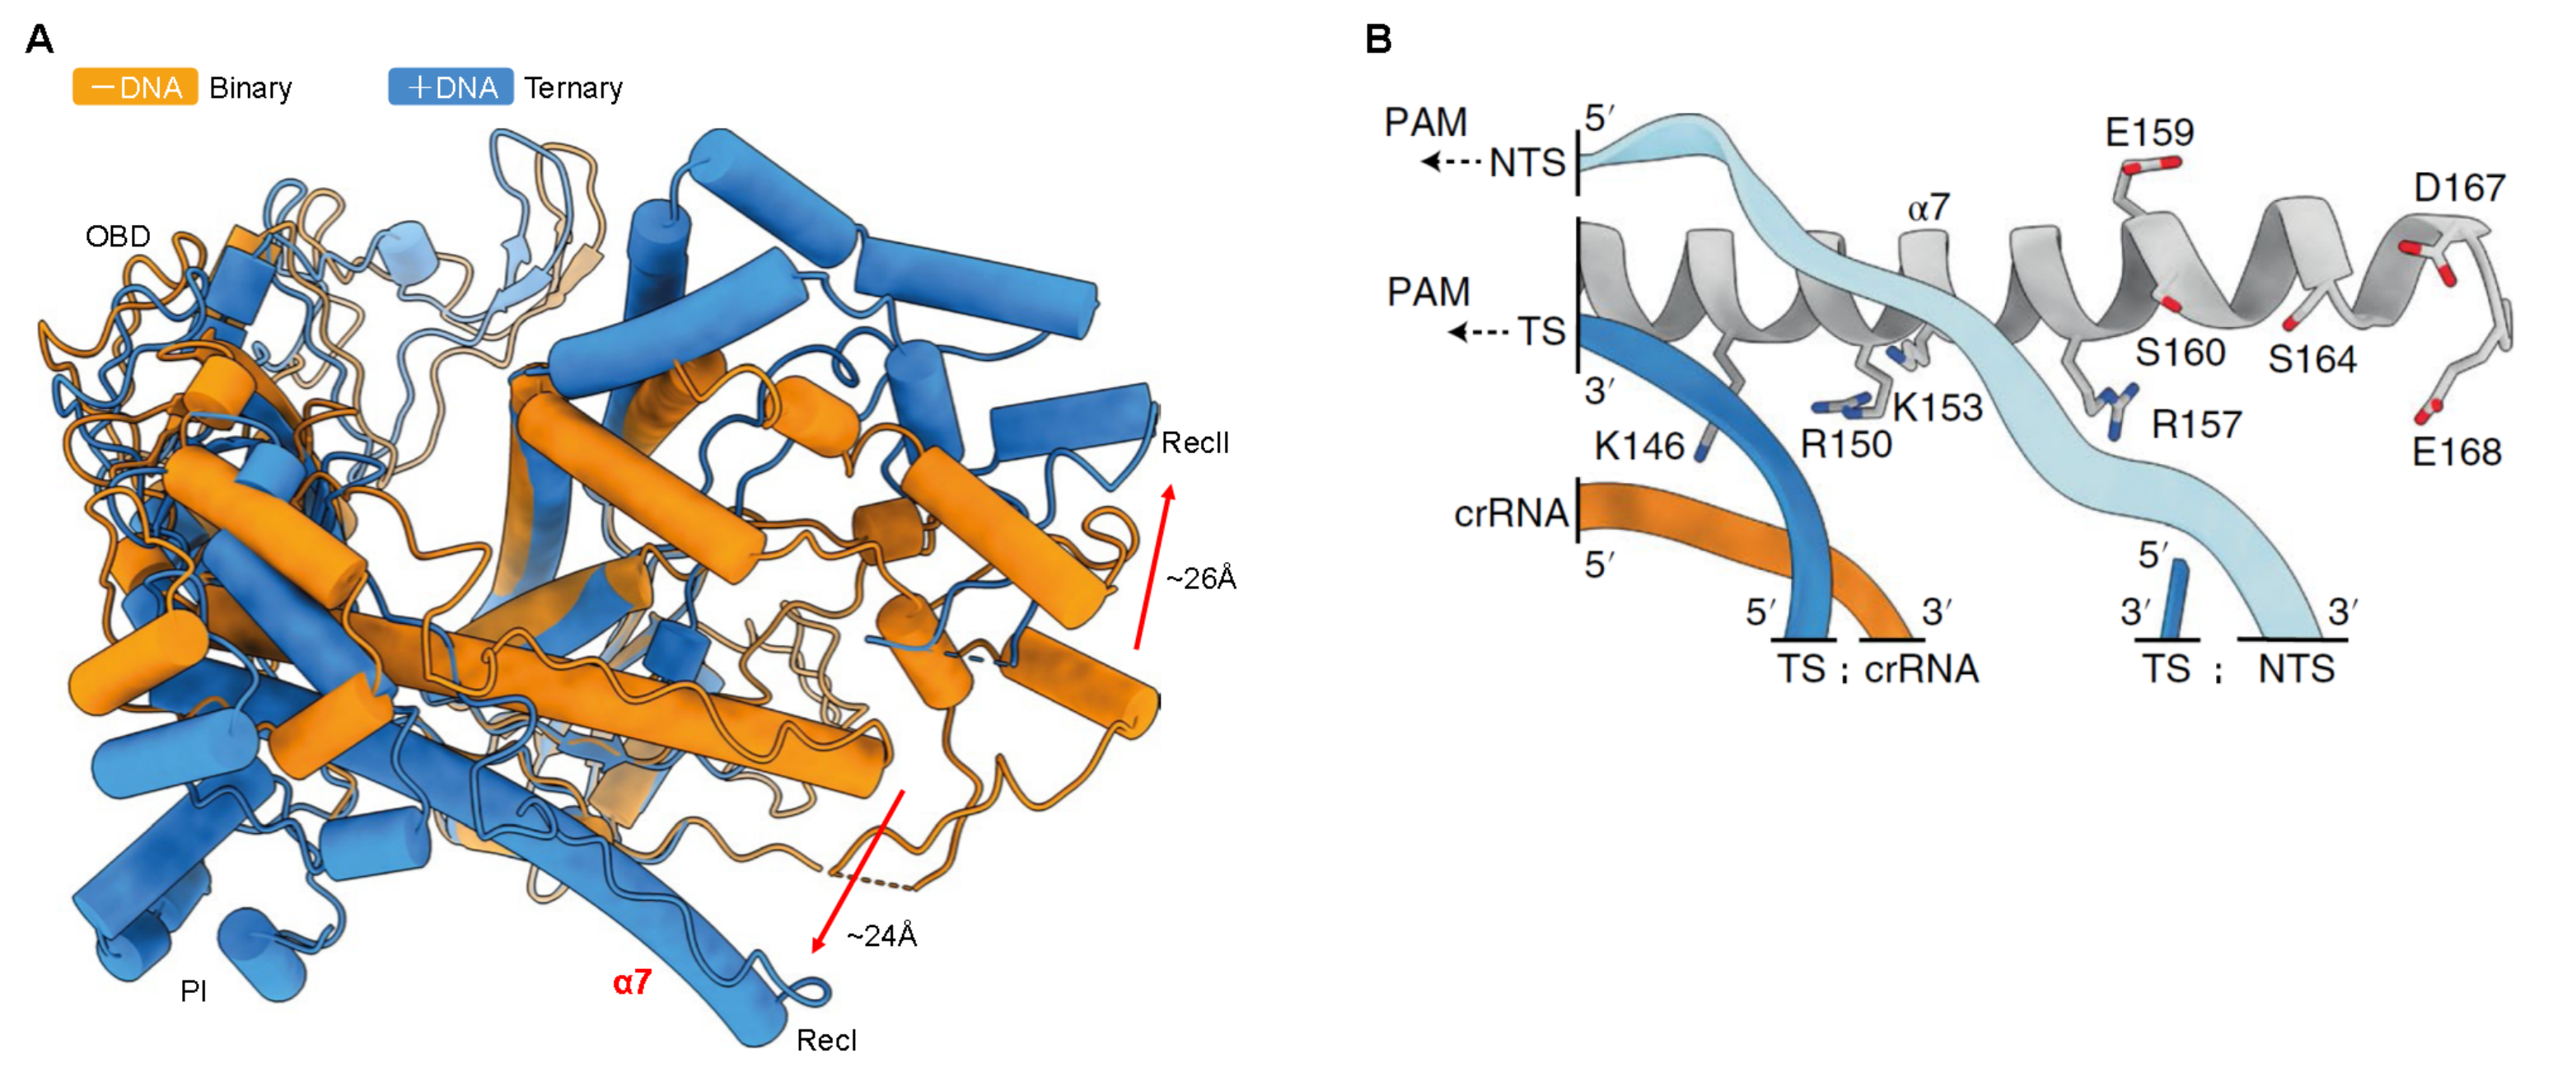 A
−DNA Binary +DNA Ternary
OBD
RecII
~26Å
~24Å
α7
PI
RecI
B
PAM
NTS
5′
E159
D167
α7
PAM
TS
3′
S160
S164
K153
K146
R150
R157
E168
crRNA
5′
5′
3′
5′
3′
3′
TS : crRNA
TS : NTS